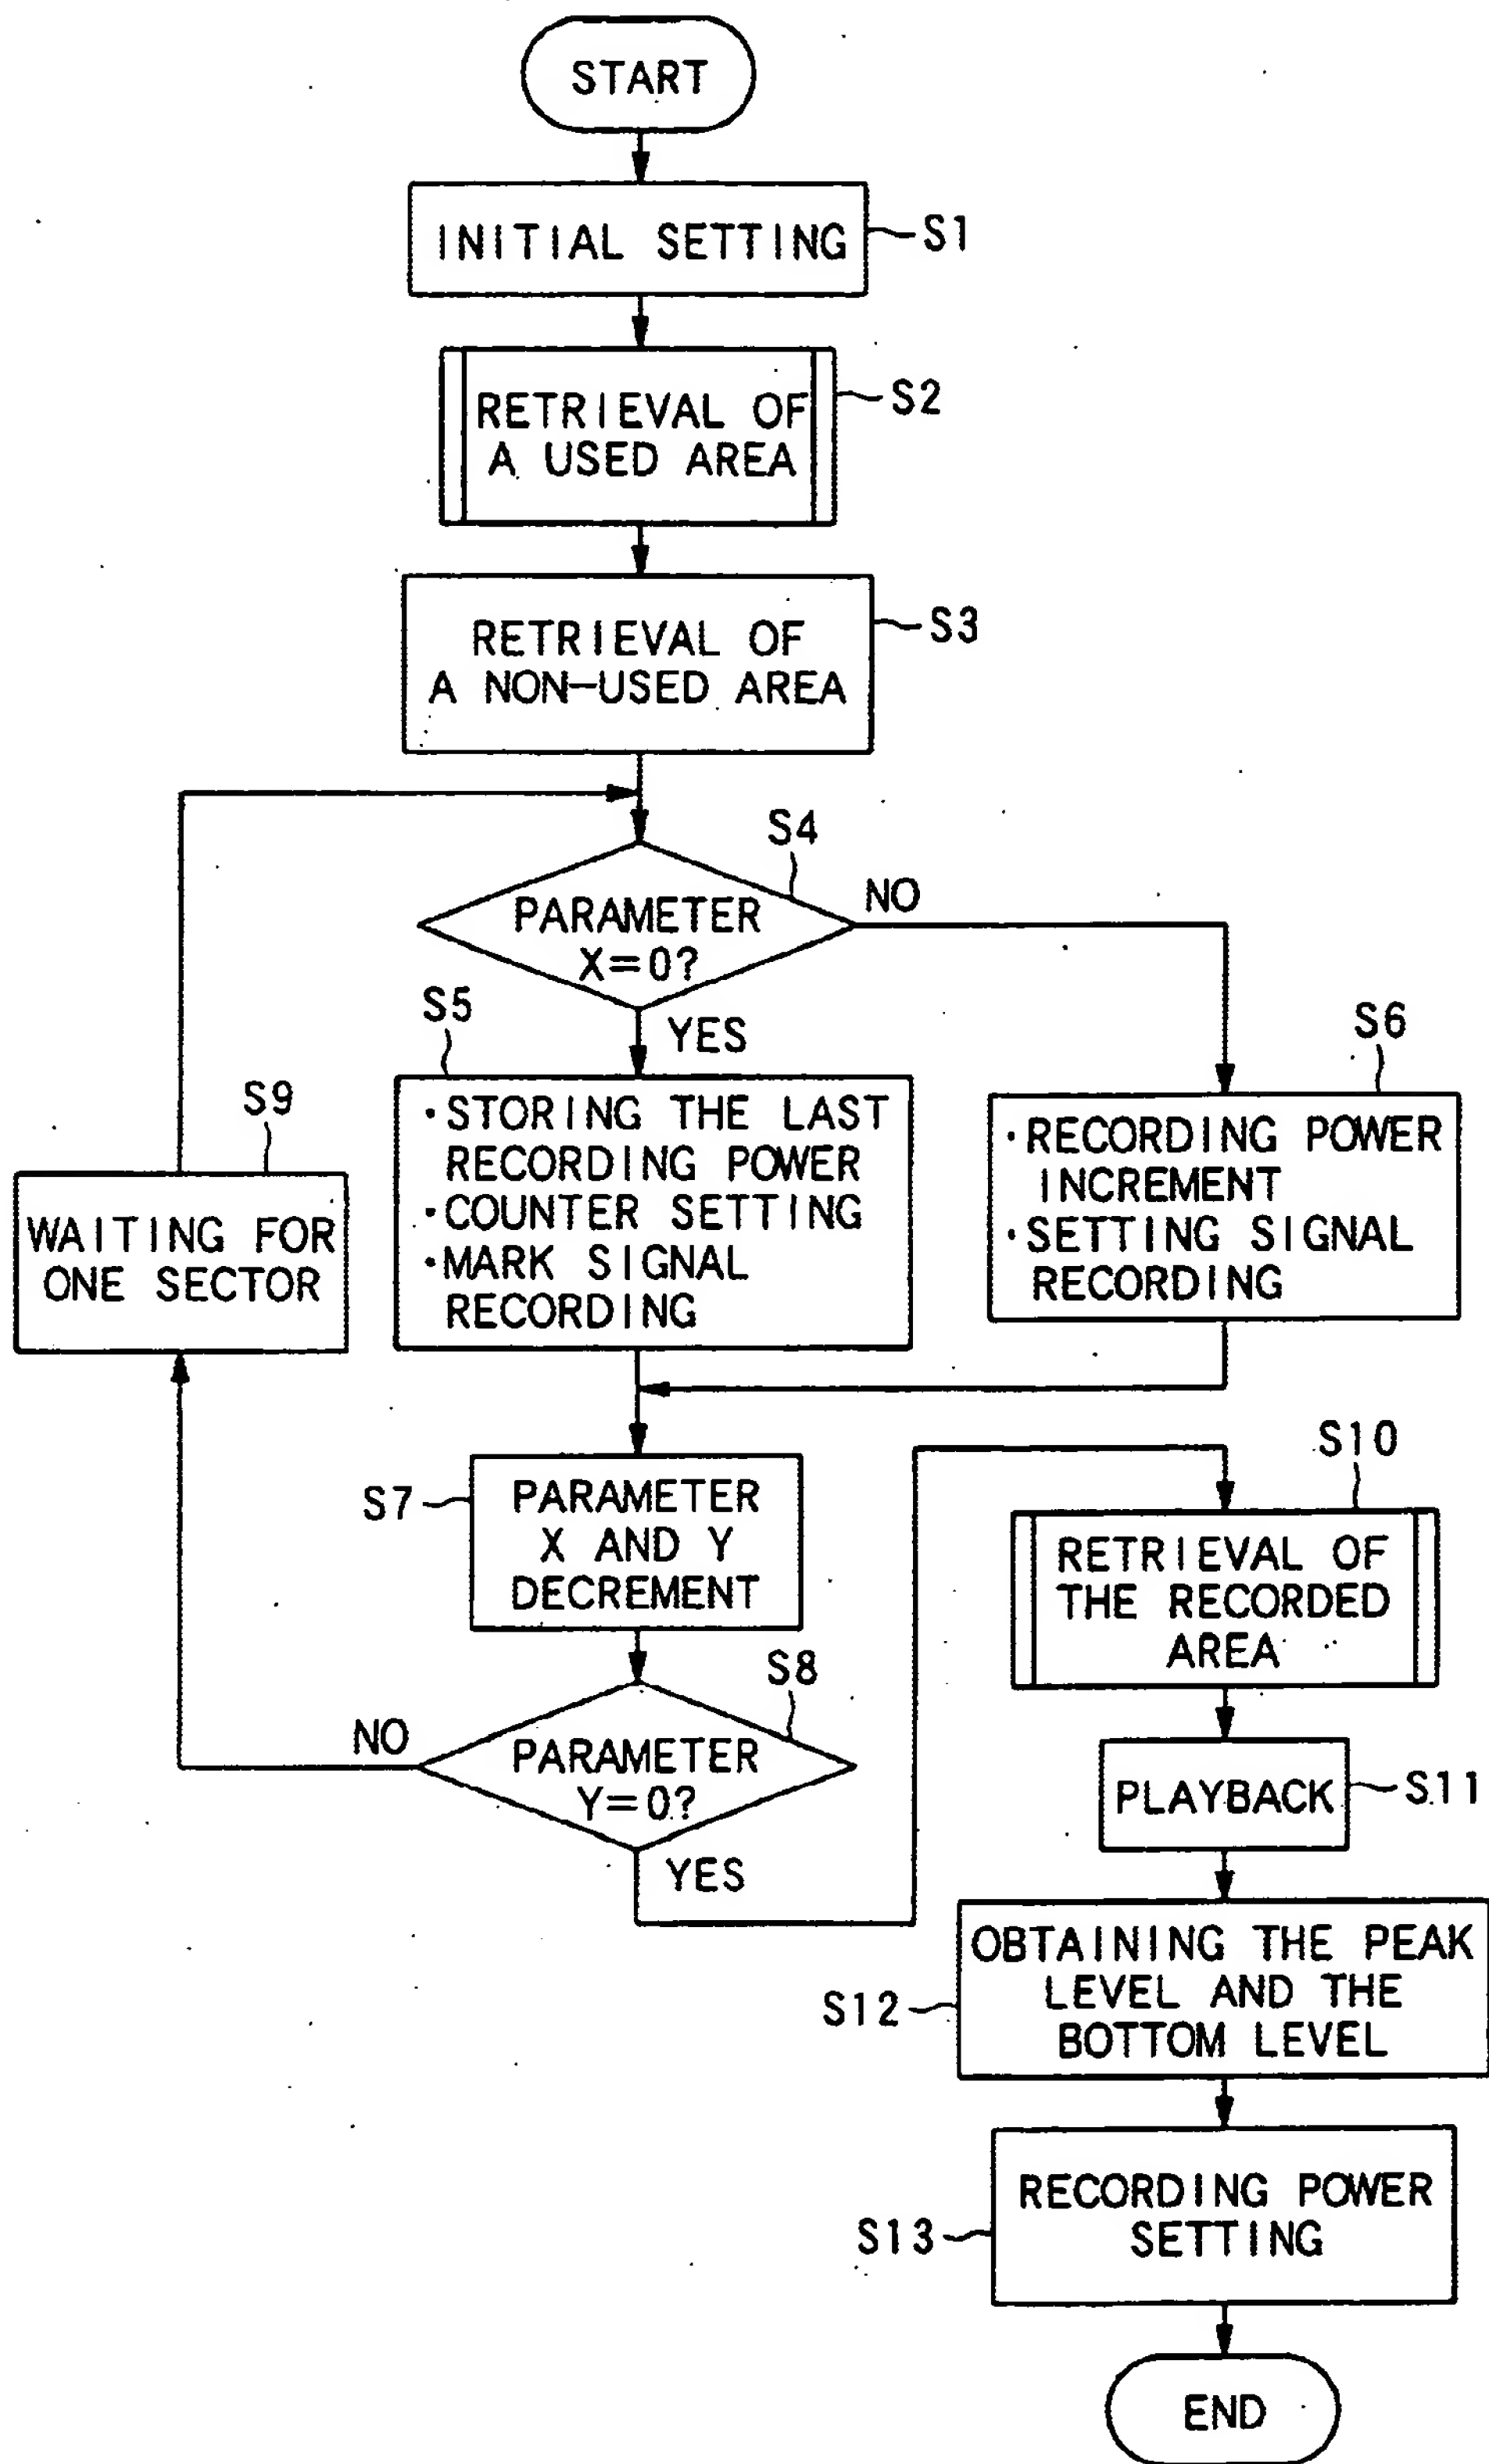 START
INITIAL SETTING
S1
RETRIEVAL OF
A USED AREA
S2
RETRIEVAL OF
A NON-USED AREA
S3
S4
PARAMETER
X=0?
NO
YES
S5
·STORING THE LAST
RECORDING POWER
·COUNTER SETTING
·MARK SIGNAL
RECORDING
S6
·RECORDING POWER
INCREMENT
·SETTING SIGNAL
RECORDING
S9
WAITING FOR
ONE SECTOR
S7
PARAMETER
X AND Y
DECREMENT
S8
PARAMETER
Y=0?
NO
YES
S10
RETRIEVAL OF
THE RECORDED
AREA
PLAYBACK
S11
OBTAINING THE PEAK
LEVEL AND THE
BOTTOM LEVEL
S12
RECORDING POWER
SETTING
S13
END